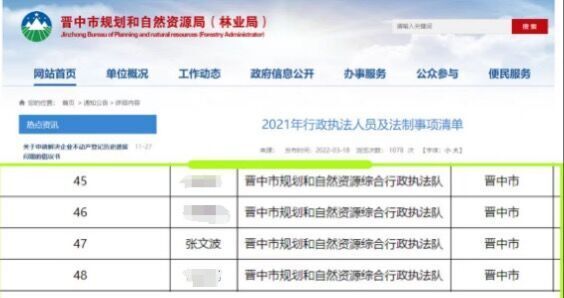 晋中市规划和自然资源局（林业局）
Jinzhong Bureau of Planning and natural resources (Forestry Administrator)
请输入关键词
搜索
网站首页 单位概况 工作动态 政府信息公开 办事服务 公众参与 便民服务
您的位置： 首页 > 通知公告 > 详细内容
热点资讯
2021年行政执法人员及法制事项清单
来源： 发布时间：2022-03-18 浏览次数：1078 次 【字体：小 大】
关于申请解决企业不动产登记历史遗留 11-27
问题的倡议书
45 晋中市规划和自然资源综合行政执法队 晋中市
46 晋中市规划和自然资源综合行政执法队 晋中市
47 张文波 晋中市规划和自然资源综合行政执法队 晋中市
48 晋中市规划和自然资源综合行政执法队 晋中市